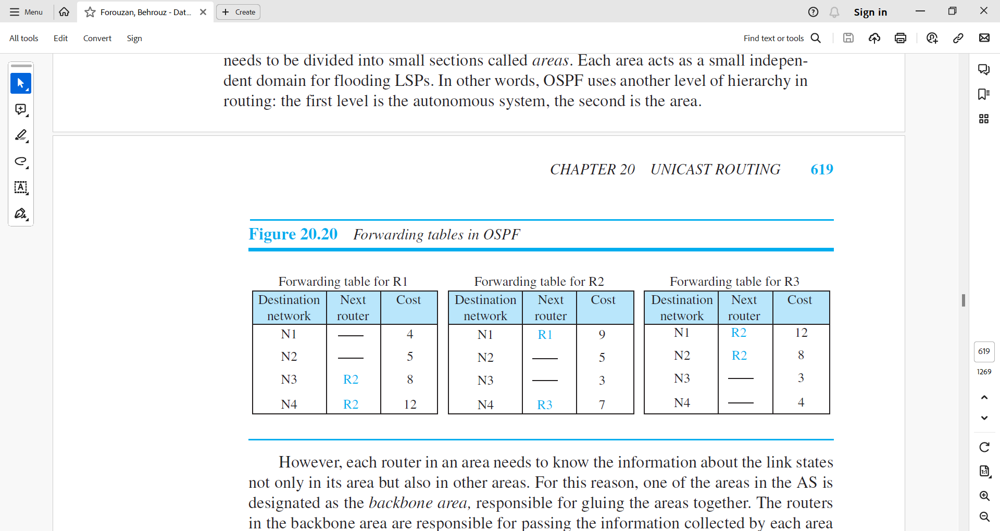 Menu
Forouzan, Behrouz - Dat...
Create
Sign in
All tools Edit Convert Sign
Find text or tools
needs to be divided into small sections called areas. Each area acts as a small indepen-
dent domain for flooding LSPs. In other words, OSPF uses another level of hierarchy in
routing: the first level is the autonomous system, the second is the area.
CHAPTER 20 UNICAST ROUTING 619
Figure 20.20 Forwarding tables in OSPF
Forwarding table for R1
Destination network Next router Cost
N1 —— 4
N2 —— 5
N3 R2 8
N4 R2 12
Forwarding table for R2
Destination network Next router Cost
N1 R1 9
N2 —— 5
N3 —— 3
N4 R3 7
Forwarding table for R3
Destination network Next router Cost
N1 R2 12
N2 R2 8
N3 —— 3
N4 —— 4
However, each router in an area needs to know the information about the link states
not only in its area but also in other areas. For this reason, one of the areas in the AS is
designated as the backbone area, responsible for gluing the areas together. The routers
in the backbone area are responsible for passing the information collected by each area
619
1269
1:1